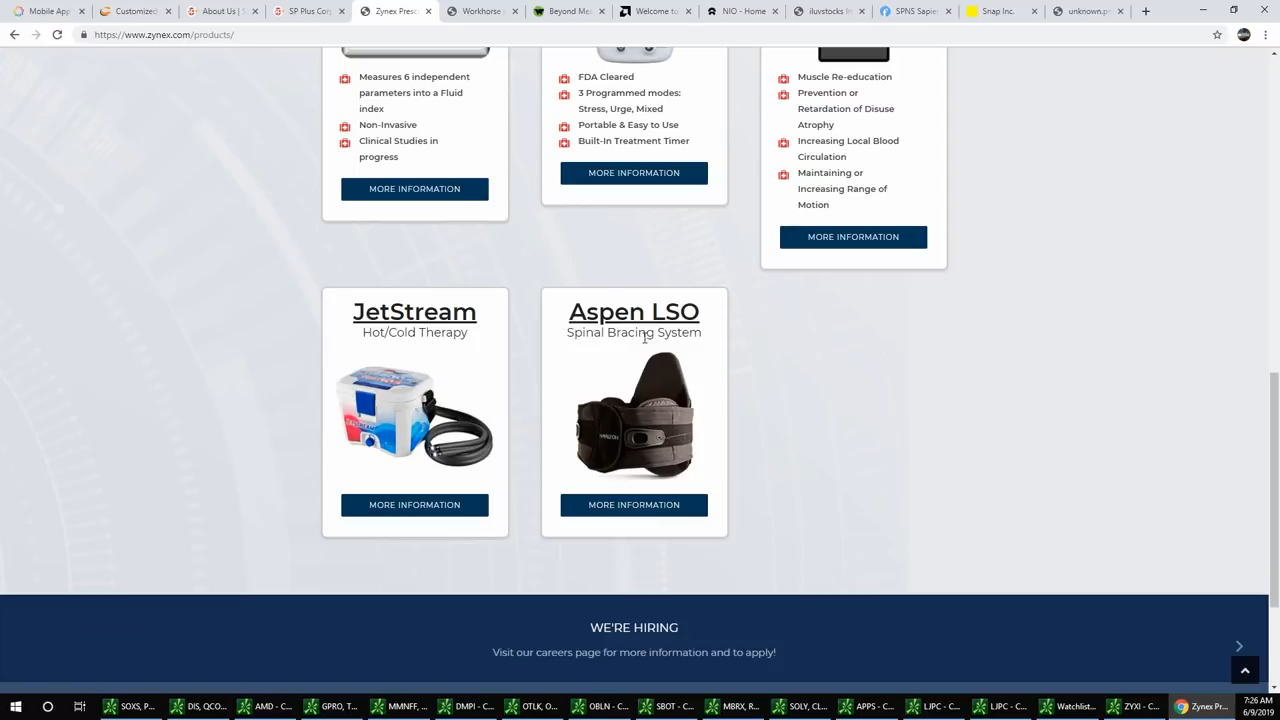 Mobile App
Customized
About Us | S
SP Plus Corp
Zynex Presc
Workhorse
Beyond Mea
Welcome to
NIO - Home
iluvstocks In
SPNS Sapien
Snap Inc.
unknown.pn
https://www.zynex.com/products/
Measures 6 independent
parameters into a Fluid
index
Non-Invasive
Clinical Studies in
progress
MORE INFORMATION
FDA Cleared
3 Programmed modes:
Stress, Urge, Mixed
Portable & Easy to Use
Built-In Treatment Timer
MORE INFORMATION
Muscle Re-education
Prevention or
Retardation of Disuse
Atrophy
Increasing Local Blood
Circulation
Maintaining or
Increasing Range of
Motion
MORE INFORMATION
JetStream
Hot/Cold Therapy
MORE INFORMATION
Aspen LSO
Spinal Bracing System
HORIZON
MORE INFORMATION
WE'RE HIRING
Visit our careers page for more information and to apply!
SOXS, P...
DIS, QCO...
AMD - C...
GPRO, T...
MMNFF, ...
DMPI - C...
OTLK, O...
OBLN - C...
SBOT - C...
MBRX, R...
SOLY, CL...
APPS - C...
LJPC - C...
LJPC - C...
Watchlist...
ZYXI - C...
Zynex Pr...
7:26 AM
6/9/2019